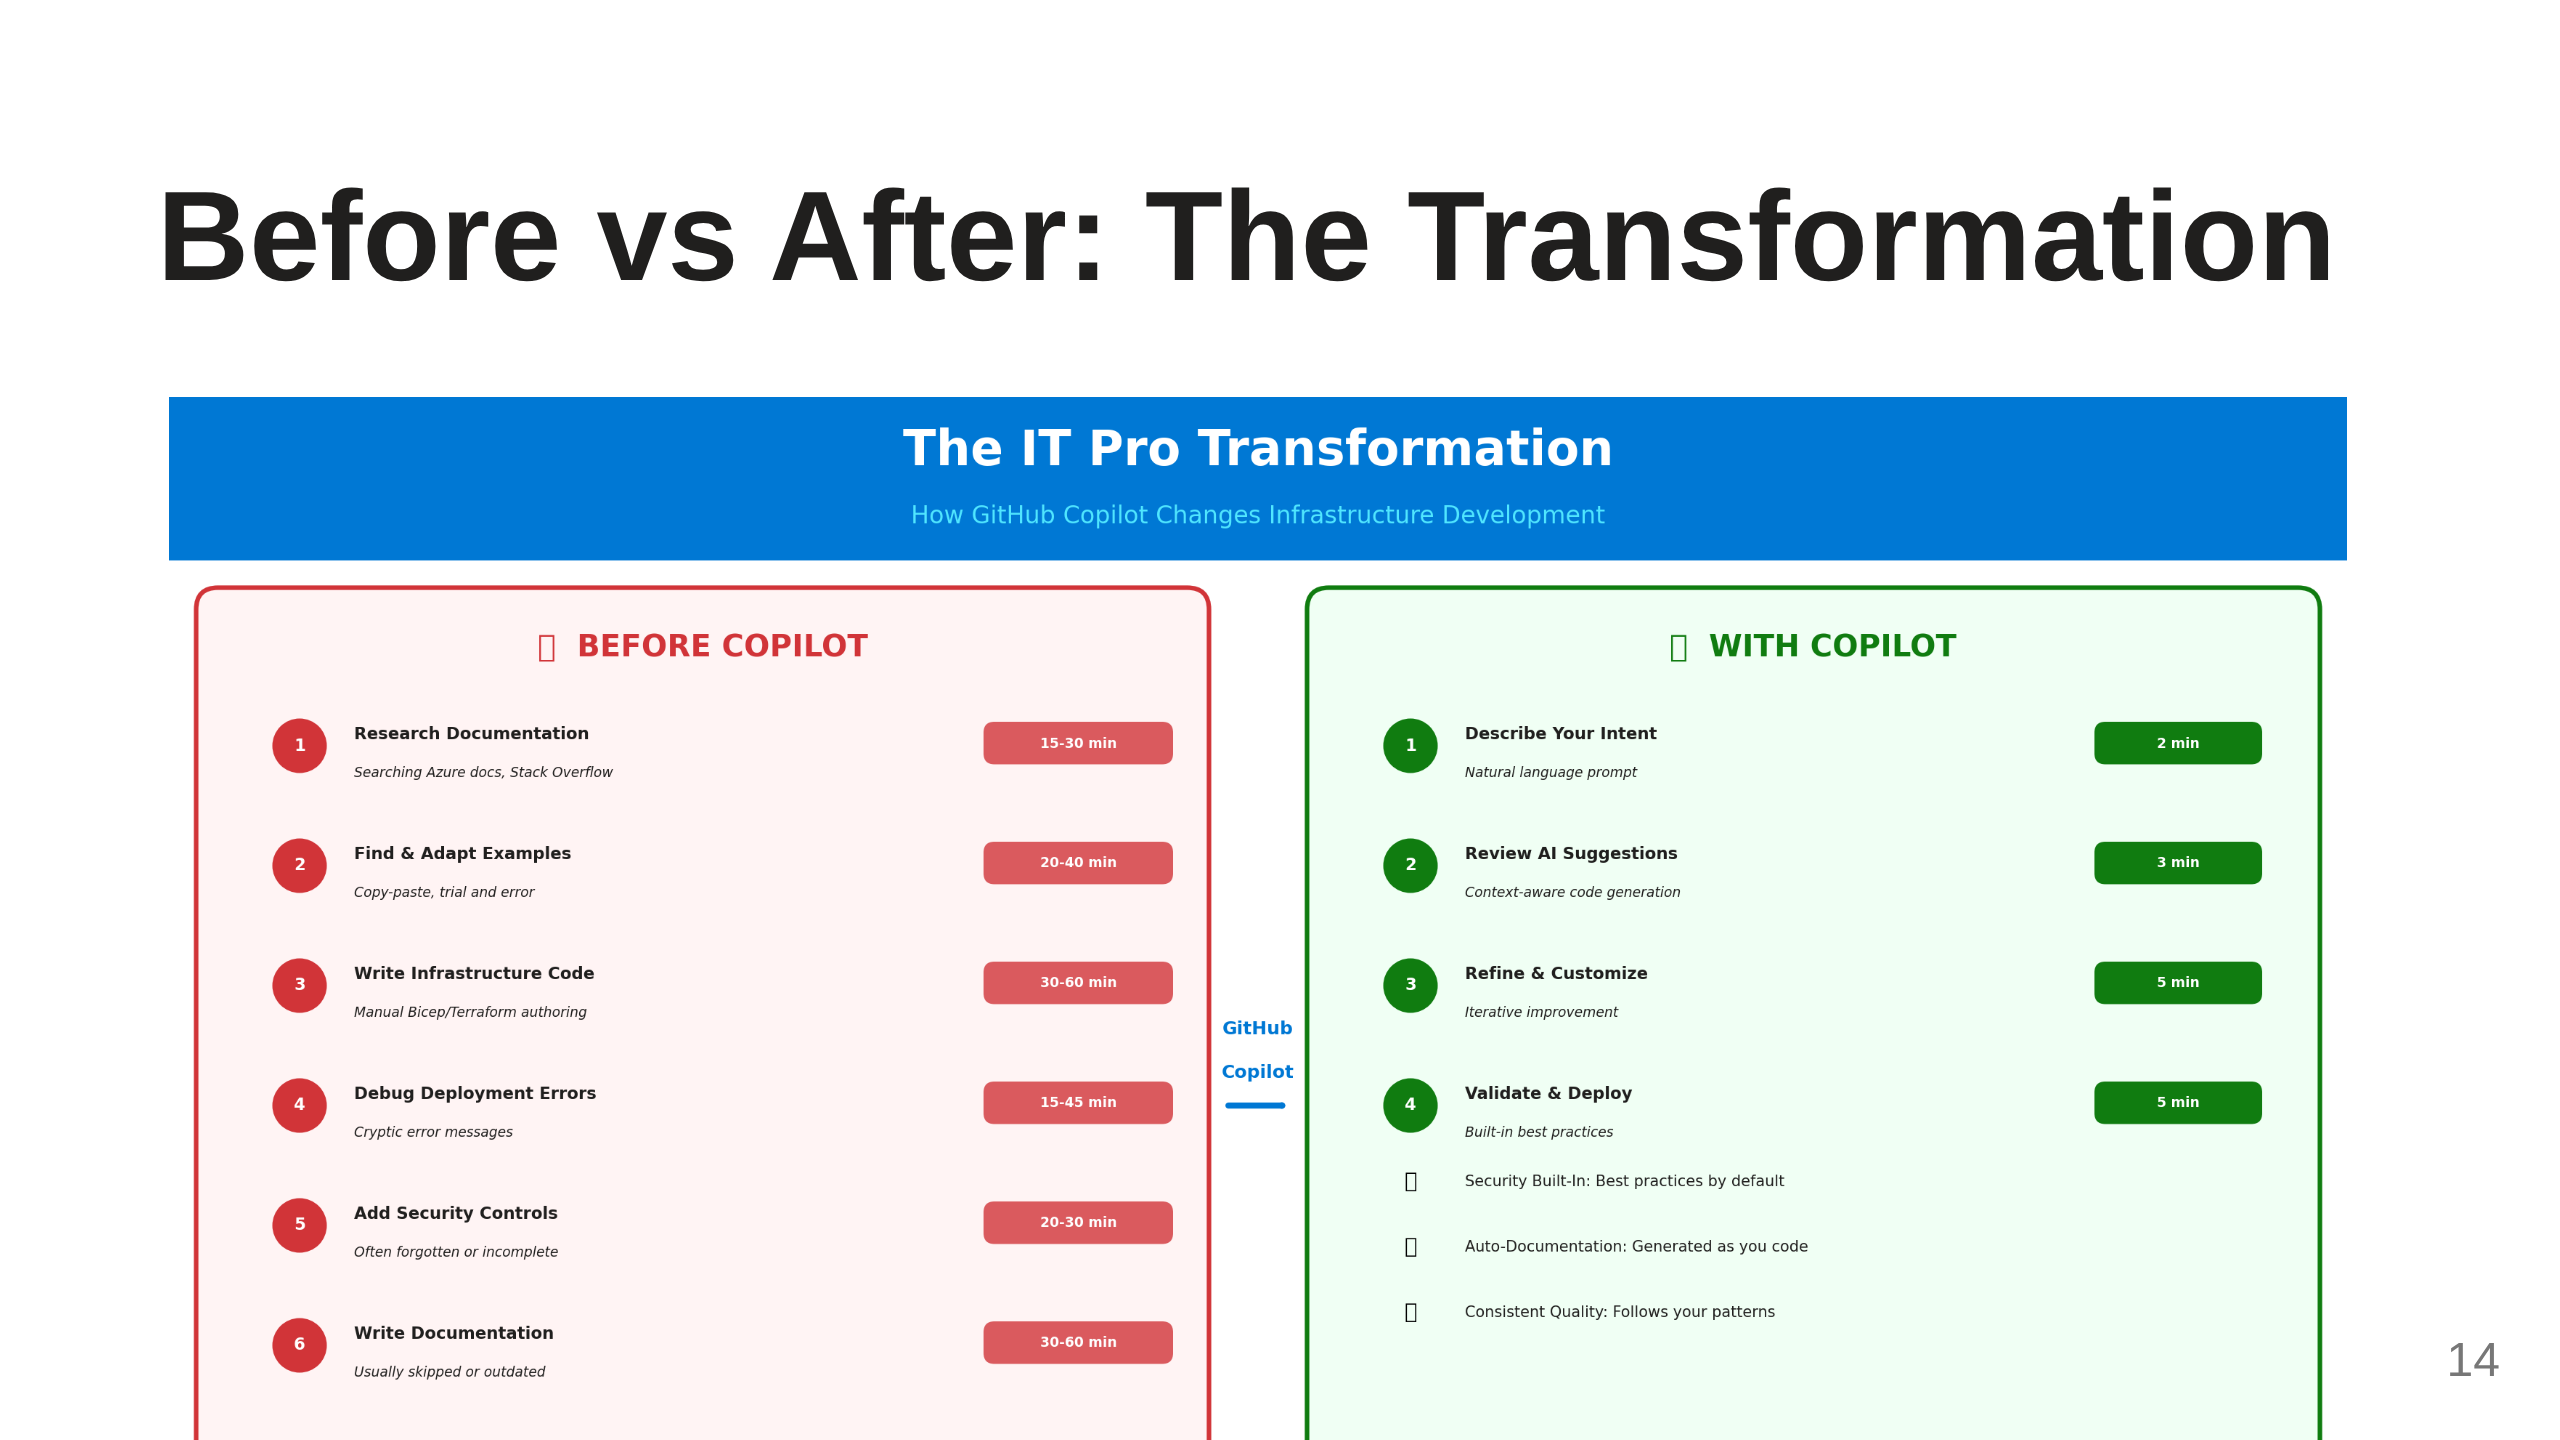 Before vs After: The Transformation
The IT Pro Transformation
How GitHub Copilot Changes Infrastructure Development
BEFORE COPILOT
1
Research Documentation
15-30 min
Searching Azure docs, Stack Overflow
2
Find & Adapt Examples
20-40 min
Copy-paste, trial and error
3
Write Infrastructure Code
30-60 min
Manual Bicep/Terraform authoring
4
Debug Deployment Errors
15-45 min
Cryptic error messages
5
Add Security Controls
20-30 min
Often forgotten or incomplete
6
Write Documentation
30-60 min
Usually skipped or outdated
GitHub
Copilot
WITH COPILOT
1
Describe Your Intent
2 min
Natural language prompt
2
Review AI Suggestions
3 min
Context-aware code generation
3
Refine & Customize
5 min
Iterative improvement
4
Validate & Deploy
5 min
Built-in best practices
Security Built-In: Best practices by default
Auto-Documentation: Generated as you code
Consistent Quality: Follows your patterns
14